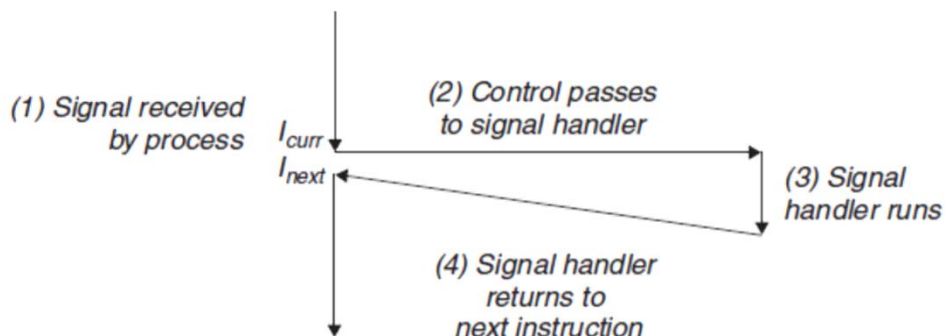 (1) Signal received
by process
(2) Control passes
to signal handler
I_curr
I_next
(3) Signal
handler runs
(4) Signal handler
returns to
next instruction